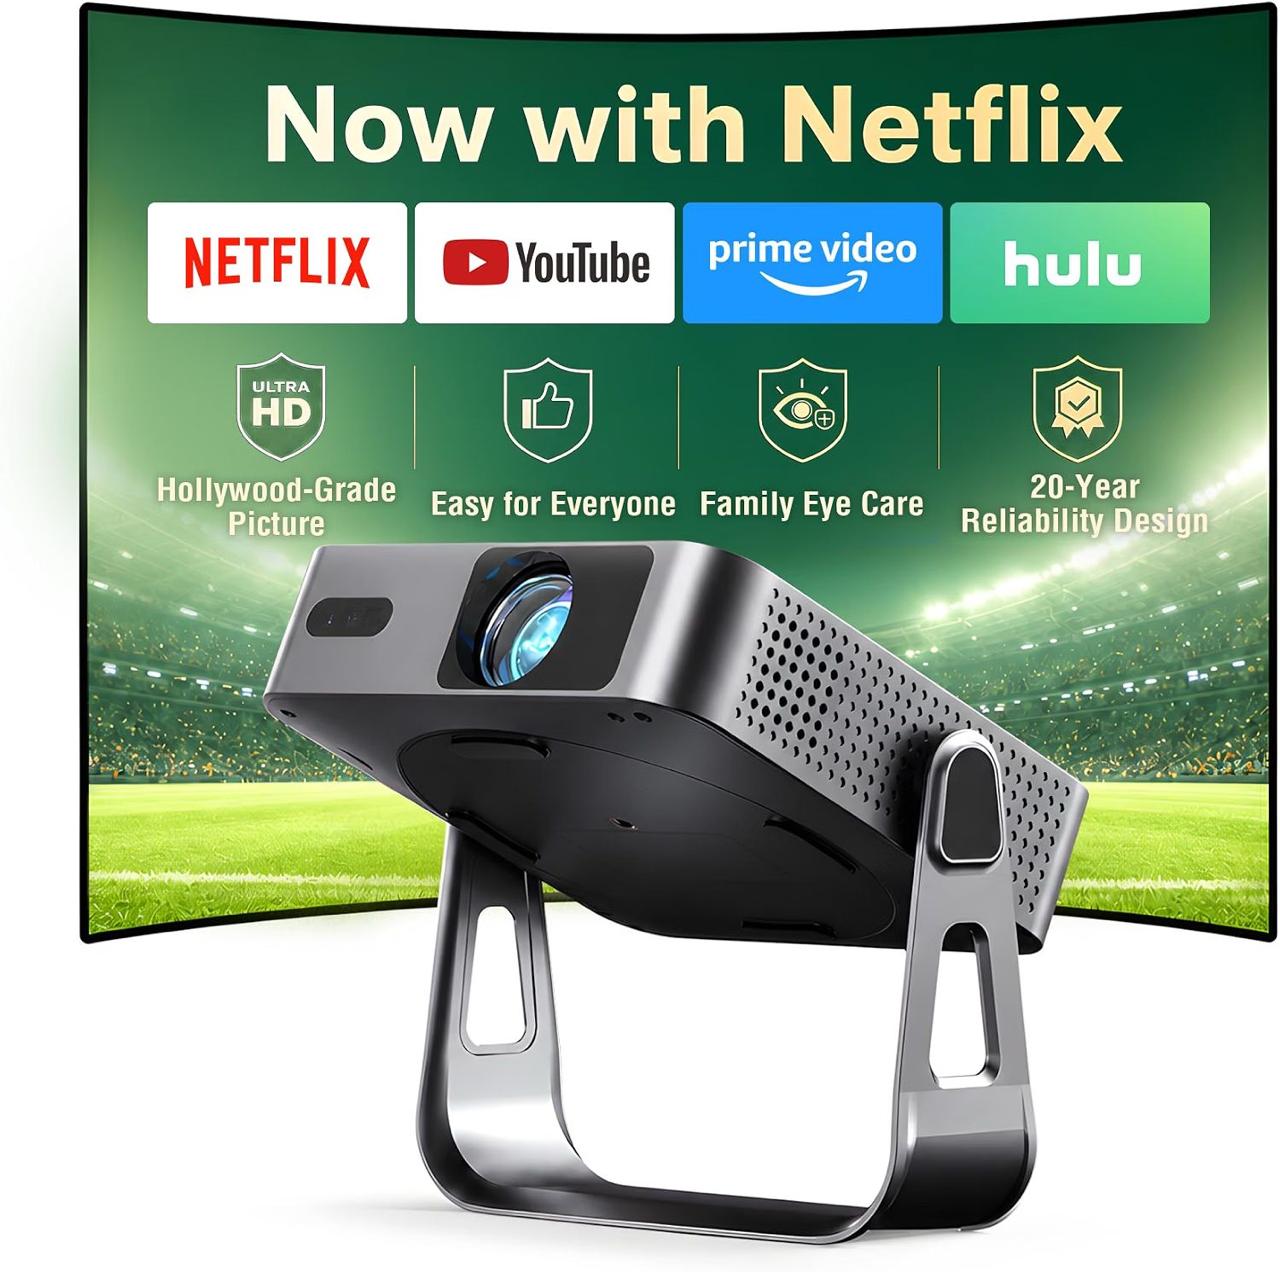 Now with Netflix
NETFLIX YouTube prime video hulu
ULTRA
HD
Hollywood-Grade
Picture
Easy for Everyone
Family Eye Care
20-Year
Reliability Design